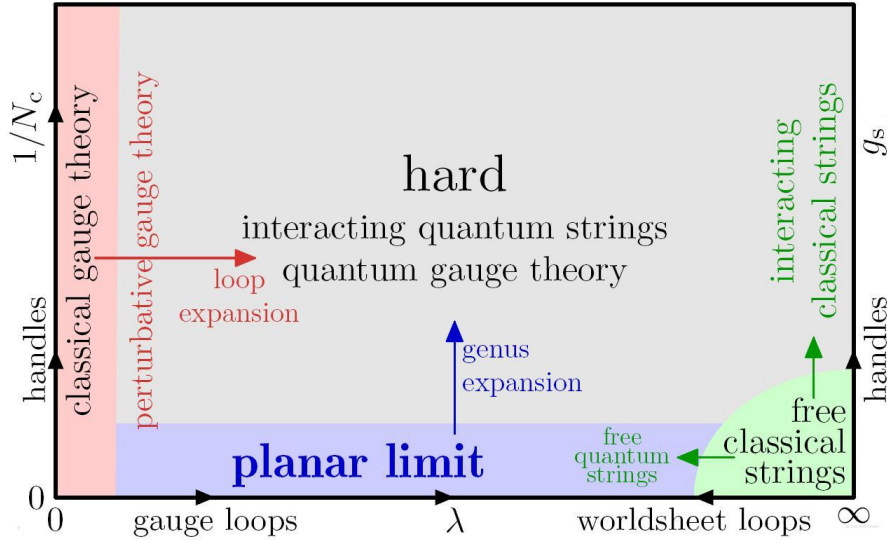 1/N_c
handles
classical gauge theory
perturbative gauge theory
hard
interacting quantum strings
quantum gauge theory
loop
expansion
genus
expansion
planar limit
free
quantum
strings
free
classical
strings
interacting
classical strings
g_s
handles
0
0
gauge loops
λ
worldsheet loops
∞